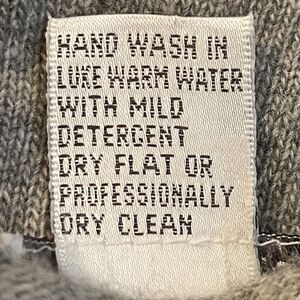 HAND WASH IN
LUKE WARM WATER
WITH MILD
DETERGENT
DRY FLAT OR
PROFESSIONALLY
DRY CLEAN